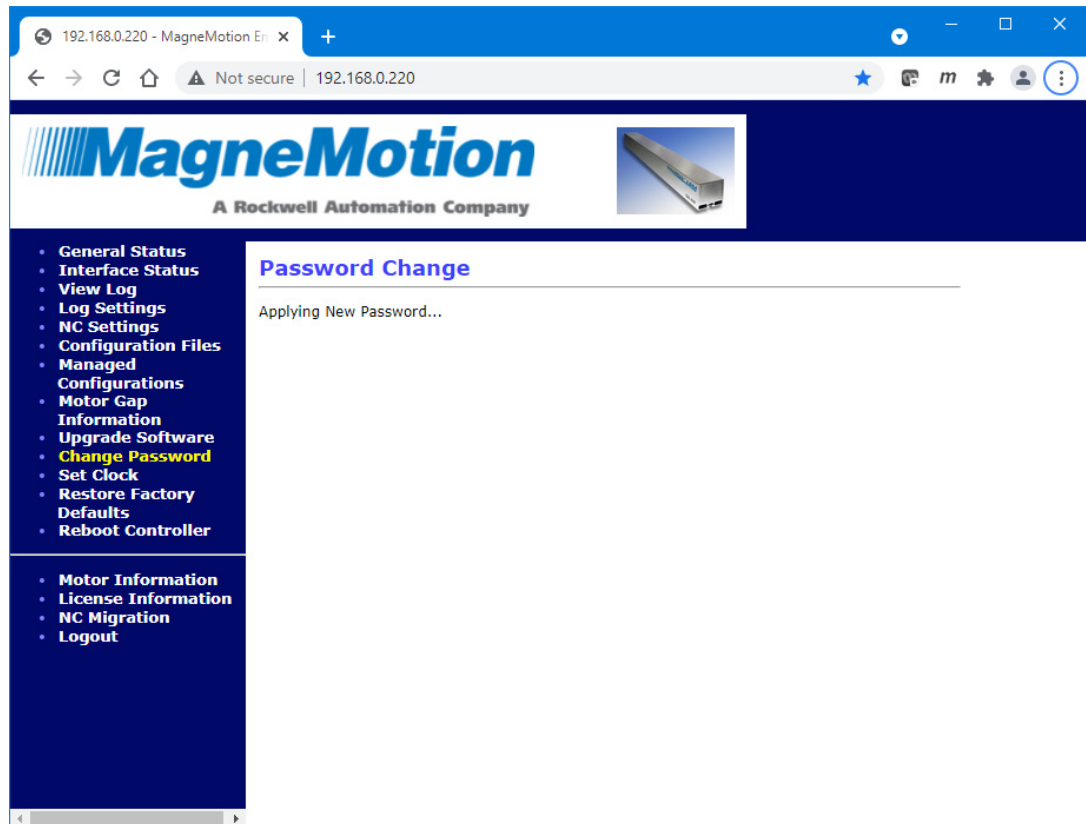 192.168.0.220 - MagneMotion En
Not secure | 192.168.0.220
m
MagneMotion
A Rockwell Automation Company
General Status
Interface Status
View Log
Log Settings
NC Settings
Configuration Files
Managed
Configurations
Motor Gap
Information
Upgrade Software
Change Password
Set Clock
Restore Factory
Defaults
Reboot Controller
Motor Information
License Information
NC Migration
Logout
Password Change
Applying New Password...